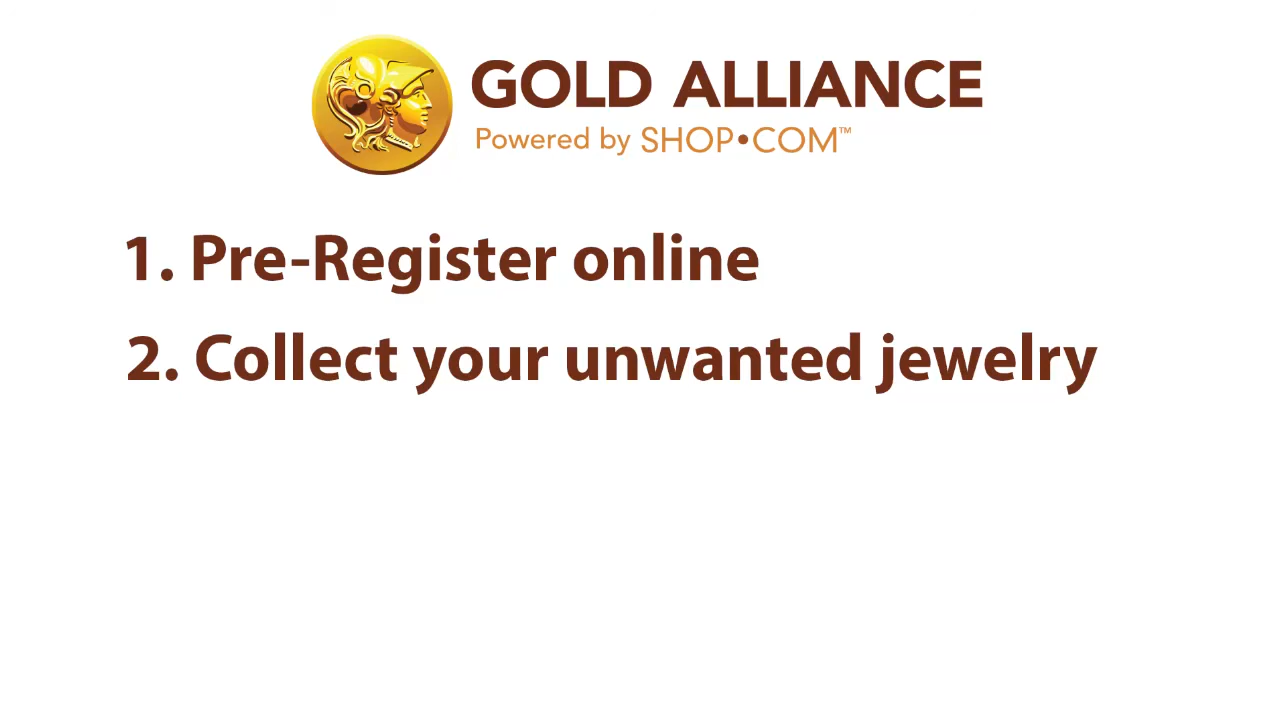 GOLD ALLIANCE
Powered by SHOP•COM™
1. Pre-Register online
2. Collect your unwanted jewelry